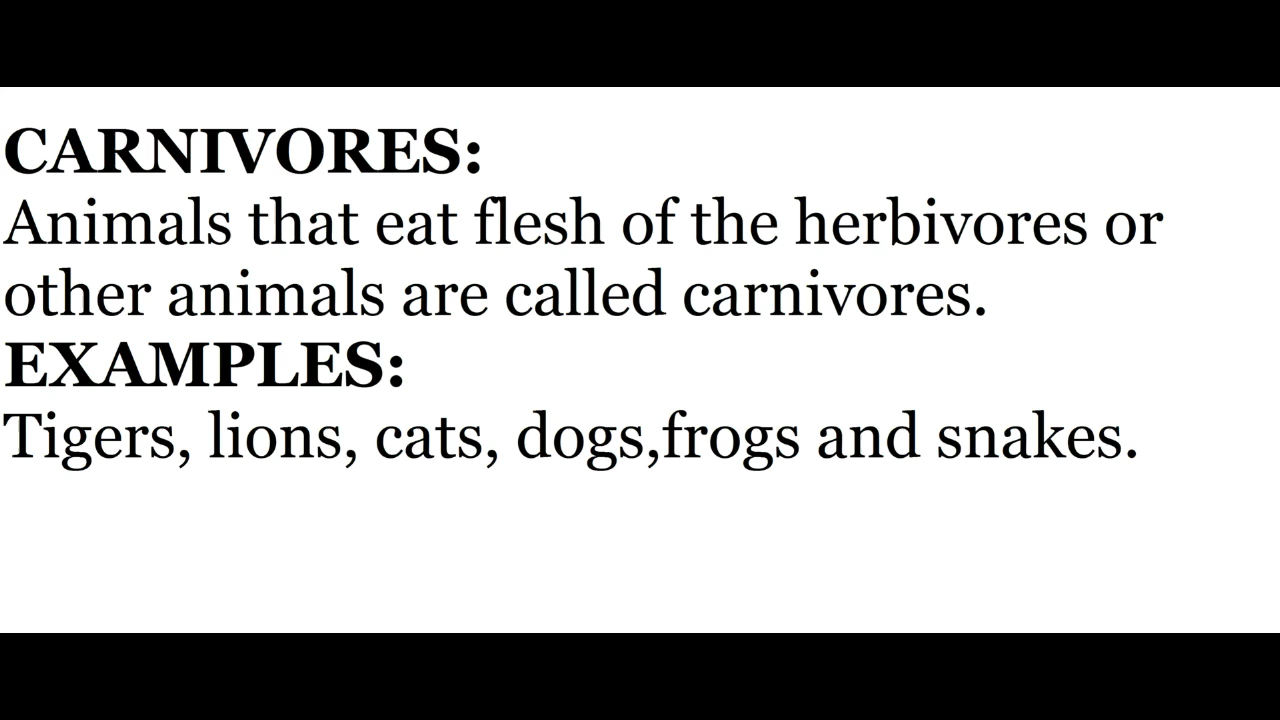 CARNIVORES:
Animals that eat flesh of the herbivores or
other animals are called carnivores.
EXAMPLES:
Tigers, lions, cats, dogs,frogs and snakes.